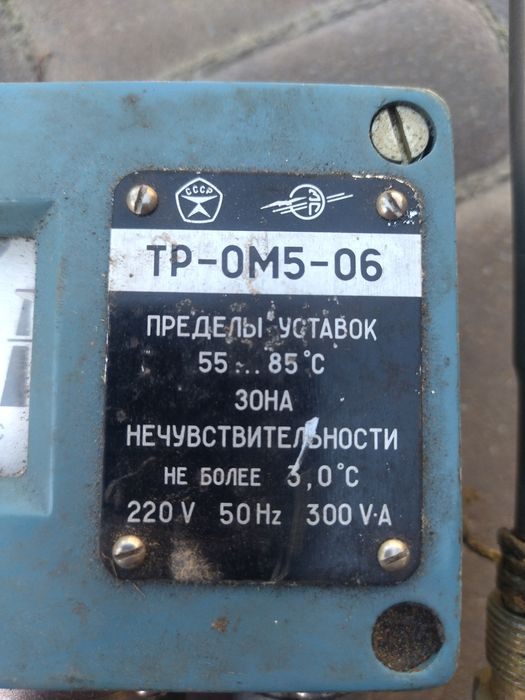 СССР
ТР-ОМ5-06
ПРЕДЕЛЫ УСТАВОК
55...85°С
ЗОНА
НЕЧУВСТВИТЕЛЬНОСТИ
НЕ БОЛЕЕ 3,0°С
220 V 50 Hz 300 V·A